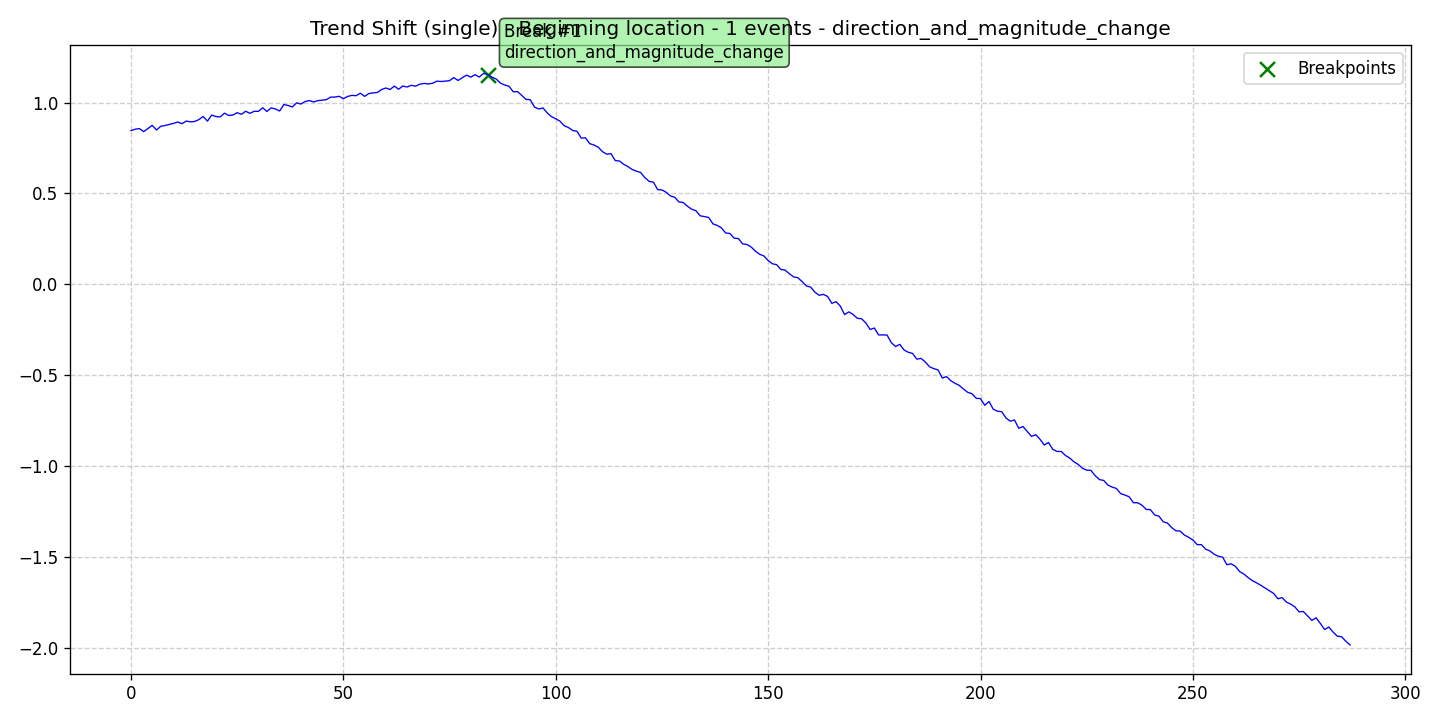 Trend Shift (single) - Beginning location - 1 events - direction_and_magnitude_change
Break #1
direction_and_magnitude_change
Breakpoints
1.0
0.5
0.0
−0.5
−1.0
−1.5
−2.0
0 50 100 150 200 250 300